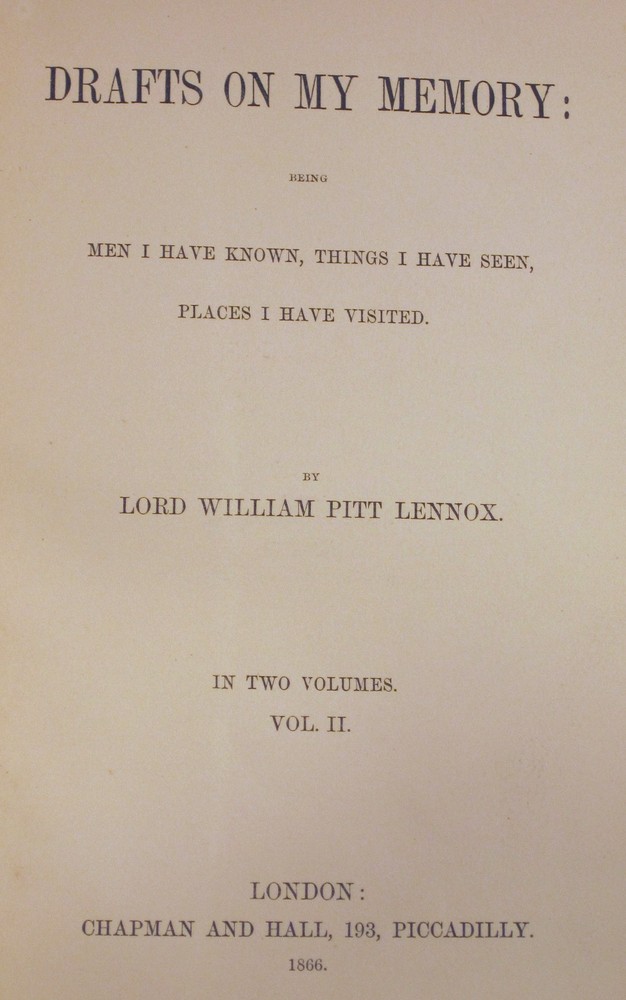 DRAFTS ON MY MEMORY:
BEING
MEN I HAVE KNOWN, THINGS I HAVE SEEN,
PLACES I HAVE VISITED.
BY
LORD WILLIAM PITT LENNOX.
IN TWO VOLUMES.
VOL. II.
LONDON:
CHAPMAN AND HALL, 193, PICCADILLY.
1866.